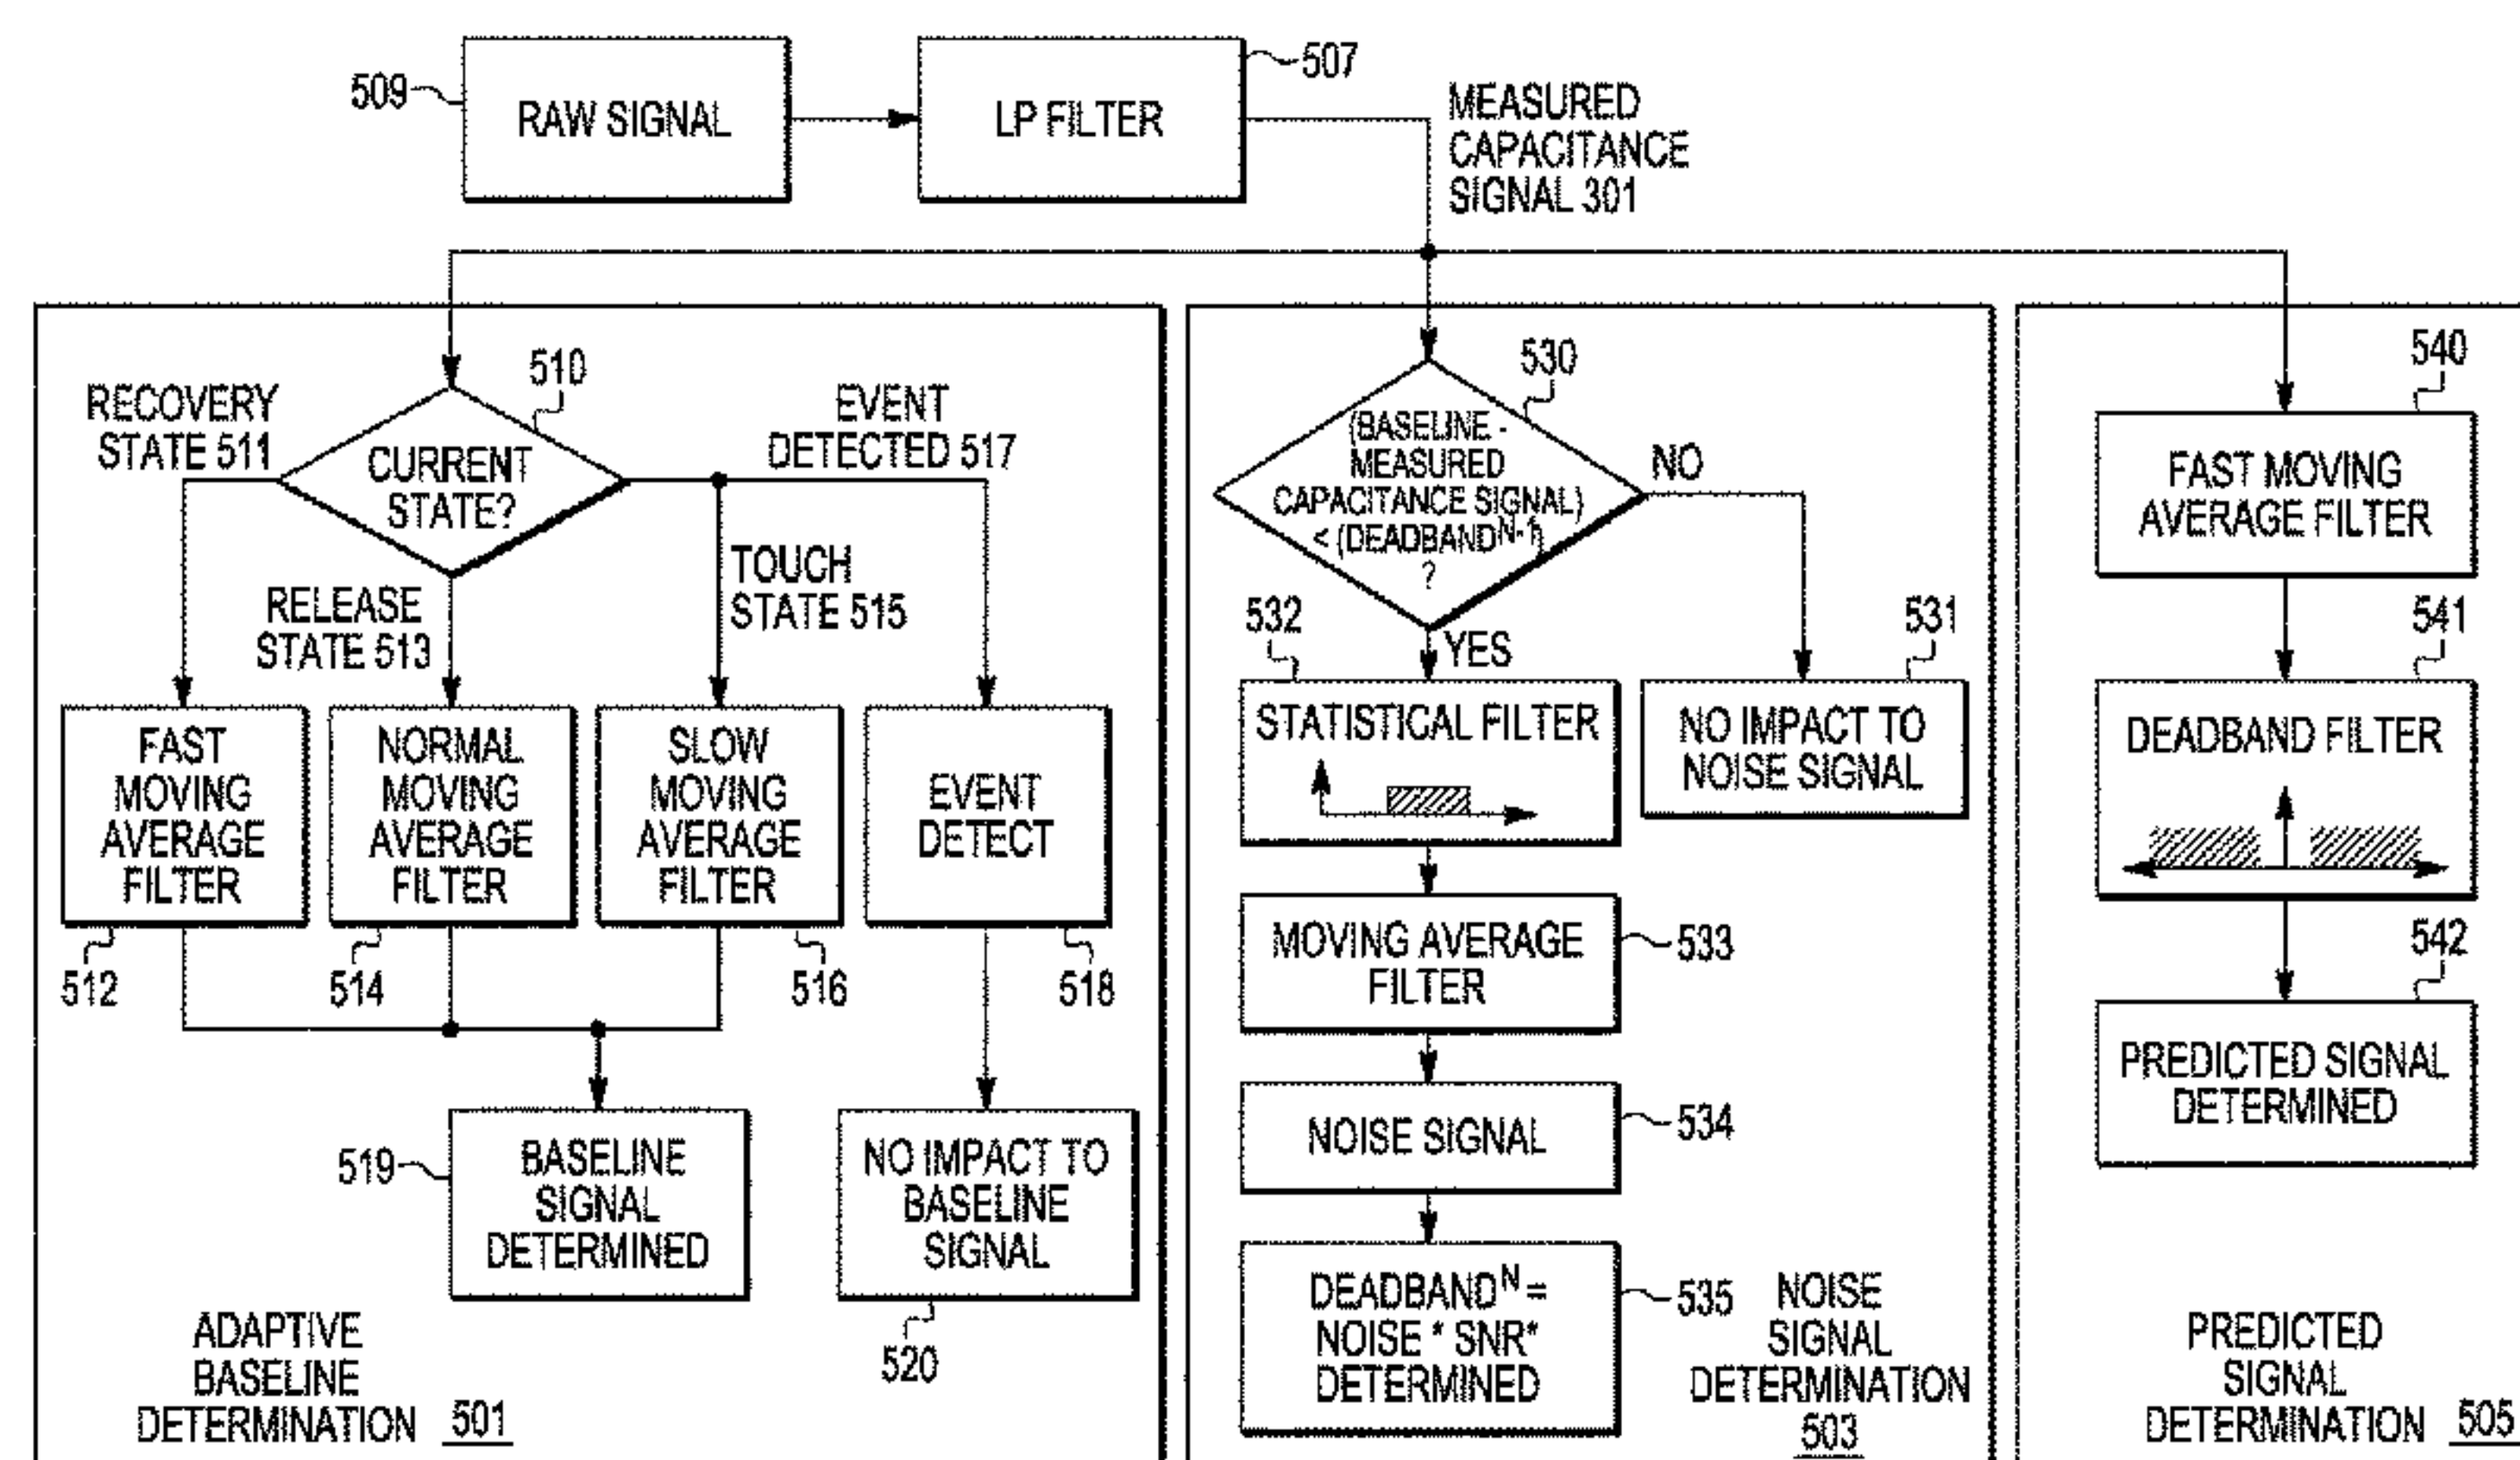 509
RAW SIGNAL
LP FILTER
507
MEASURED
CAPACITANCE
SIGNAL 301
RECOVERY
STATE 511
510
CURRENT
STATE?
EVENT
DETECTED 517
RELEASE
STATE 513
TOUCH
STATE 515
FAST
MOVING
AVERAGE
FILTER
512
NORMAL
MOVING
AVERAGE
FILTER
514
SLOW
MOVING
AVERAGE
FILTER
516
EVENT
DETECT
518
519
BASELINE
SIGNAL
DETERMINED
NO IMPACT TO
BASELINE
SIGNAL
520
ADAPTIVE
BASELINE
DETERMINATION 501
530
(BASELINE -
MEASURED
CAPACITANCE SIGNAL)
< (DEADBAND^N-1)
?
NO
YES
532
STATISTICAL FILTER
531
NO IMPACT TO
NOISE SIGNAL
MOVING AVERAGE
FILTER
533
NOISE SIGNAL
534
DEADBAND^N =
NOISE * SNR*
DETERMINED
535
NOISE
SIGNAL
DETERMINATION
503
540
FAST MOVING
AVERAGE FILTER
541
DEADBAND FILTER
542
PREDICTED SIGNAL
DETERMINED
PREDICTED
SIGNAL
DETERMINATION 505